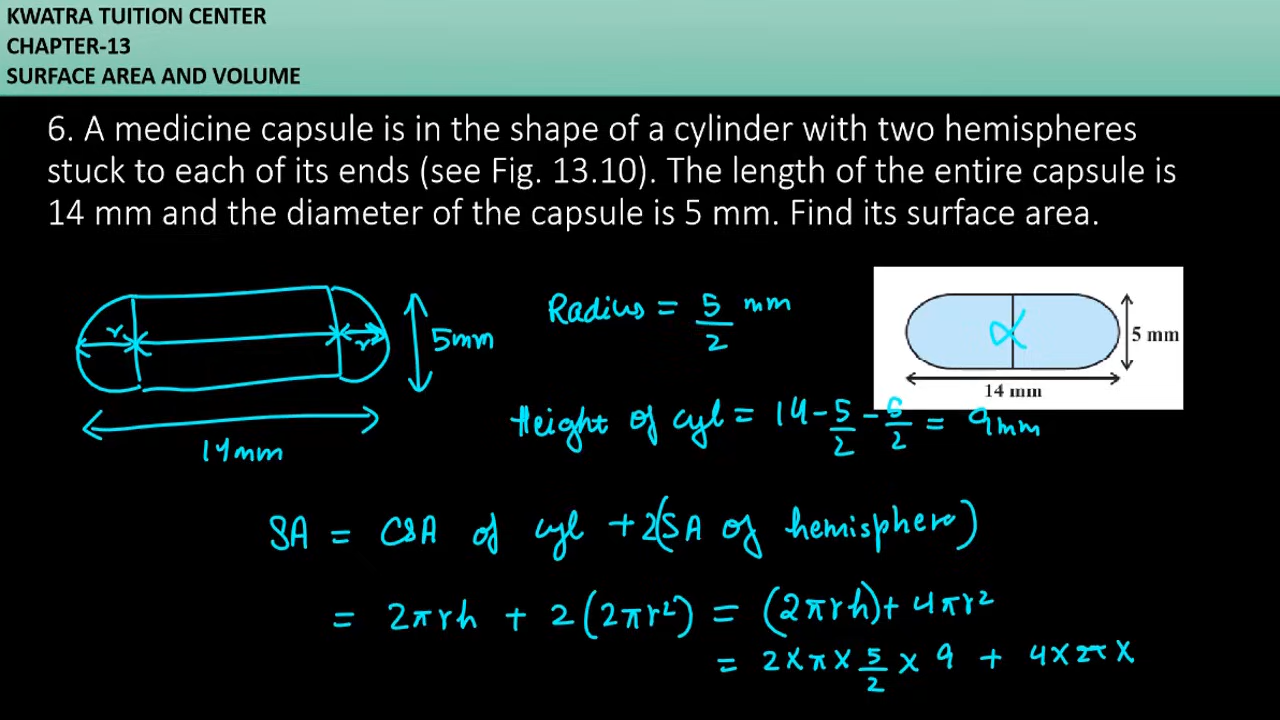 KWATRA TUITION CENTER
CHAPTER-13
SURFACE AREA AND VOLUME
6. A medicine capsule is in the shape of a cylinder with two hemispheres
stuck to each of its ends (see Fig. 13.10). The length of the entire capsule is
14 mm and the diameter of the capsule is 5 mm. Find its surface area.
r
r
5mm
14mm
Radius = 5/2 mm
5 mm
14 mm
Height of cyl = 14 - 5/2 - 5/2 = 9mm
SA = CSA of cyl + 2(SA of hemisphere)
= 2πrh + 2(2πr²) = (2πrh) + 4πr²
= 2 × π × 5/2 × 9 + 4 ×